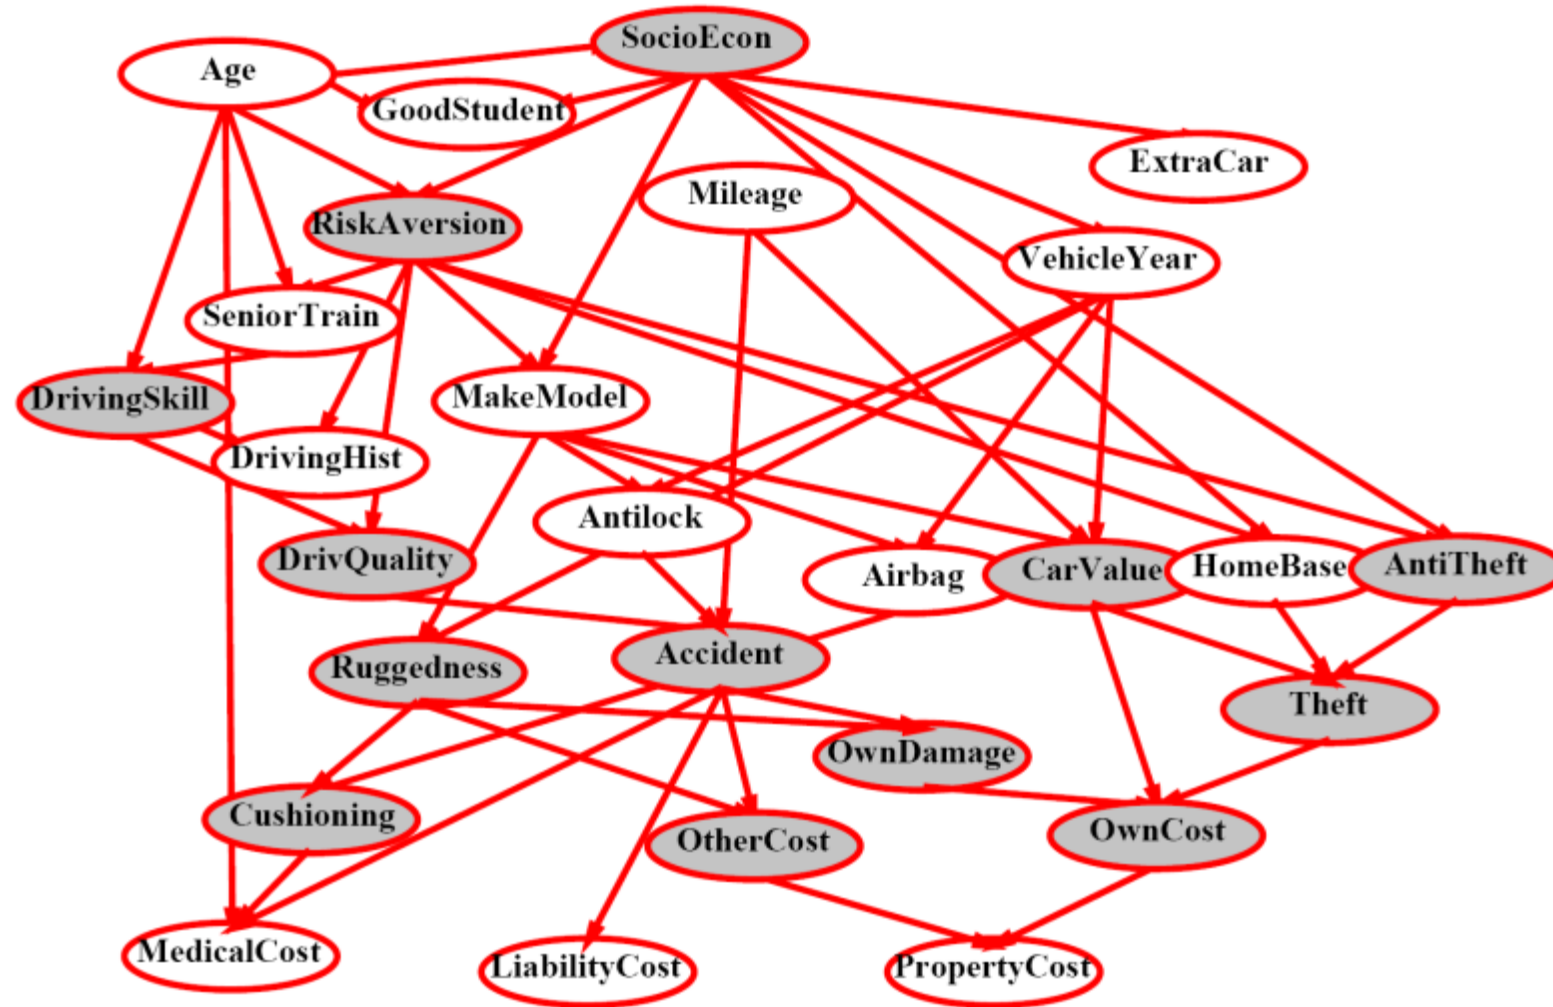 SocioEcon
Age
GoodStudent
ExtraCar
Mileage
RiskAversion
VehicleYear
SeniorTrain
DrivingSkill
MakeModel
DrivingHist
Antilock
DrivQuality
Airbag
CarValue
HomeBase
AntiTheft
Ruggedness
Accident
Theft
OwnDamage
Cushioning
OtherCost
OwnCost
MedicalCost
LiabilityCost
PropertyCost